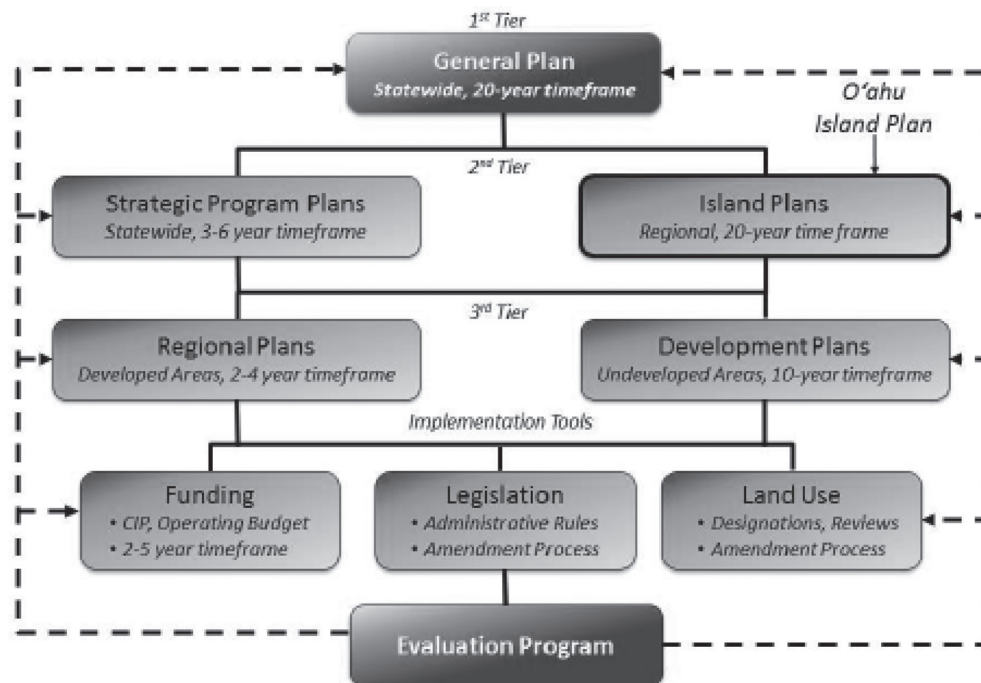 1st Tier
General Plan
Statewide, 20-year timeframe
Oʻahu
Island Plan
2nd Tier
Strategic Program Plans
Statewide, 3-6 year timeframe
Island Plans
Regional, 20-year time frame
3rd Tier
Regional Plans
Developed Areas, 2-4 year timeframe
Development Plans
Undeveloped Areas, 10-year timeframe
Implementation Tools
Funding
• CIP, Operating Budget
• 2-5 year timeframe
Legislation
• Administrative Rules
• Amendment Process
Land Use
• Designations, Reviews
• Amendment Process
Evaluation Program